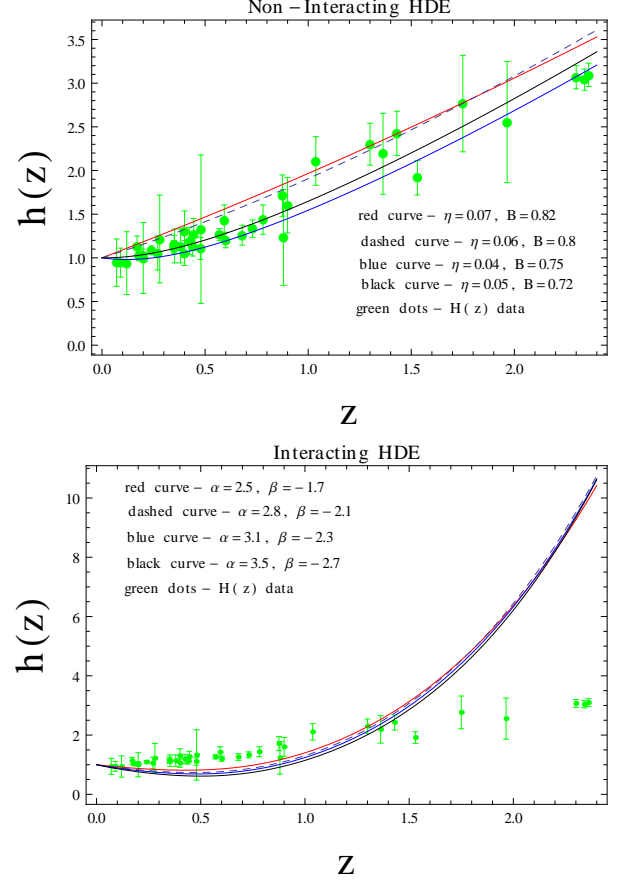 Non – Interacting HDE
3.5
3.0
2.5
2.0
1.5
1.0
0.5
0.0
h(z)
red curve – η = 0.07, B = 0.82
dashed curve – η = 0.06, B = 0.8
blue curve – η = 0.04, B = 0.75
black curve – η = 0.05, B = 0.72
green dots – H(z) data
0.0 0.5 1.0 1.5 2.0
z
Interacting HDE
red curve – α = 2.5, β = – 1.7
dashed curve – α = 2.8, β = – 2.1
blue curve – α = 3.1, β = – 2.3
black curve – α = 3.5, β = – 2.7
green dots – H(z) data
10
8
6
4
2
0
h(z)
0.0 0.5 1.0 1.5 2.0
z